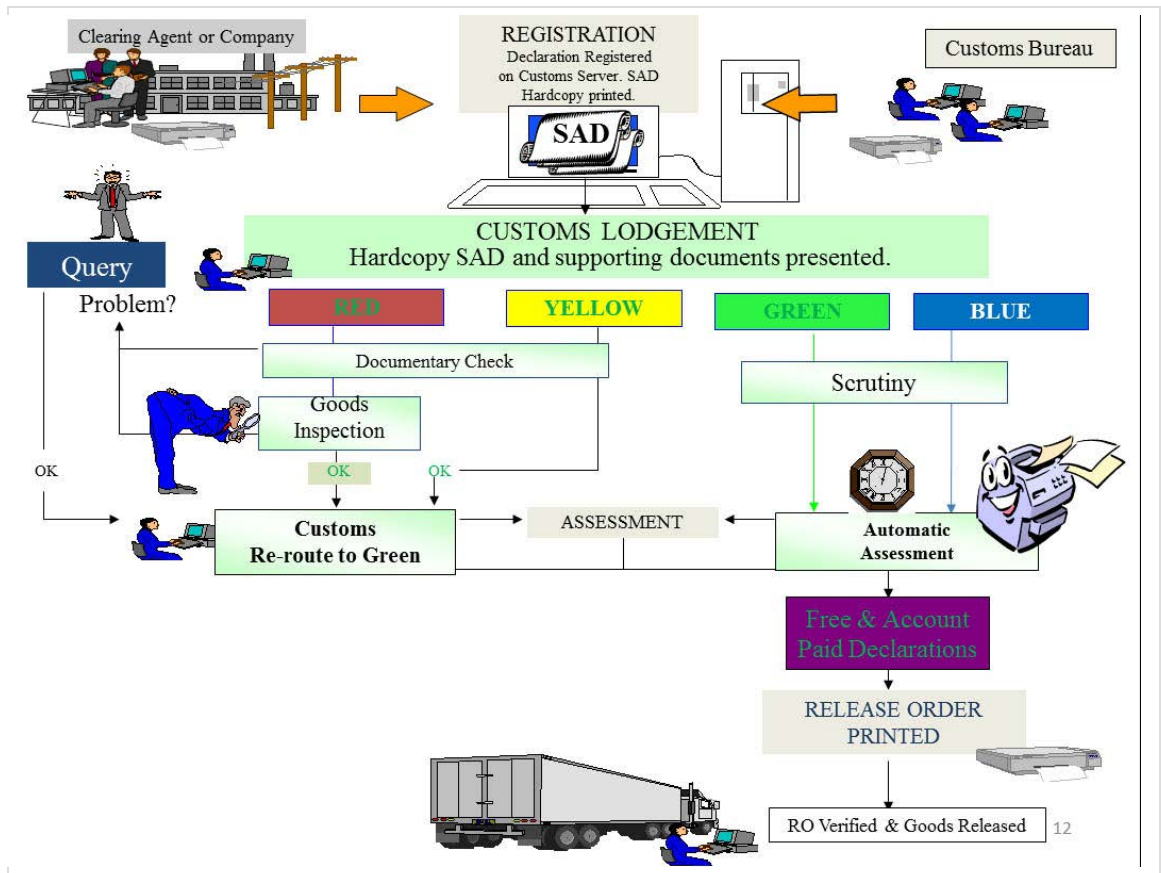 Clearing Agent or Company
REGISTRATION
Declaration Registered
on Customs Server. SAD
Hardcopy printed.
Customs Bureau
SAD
CUSTOMS LODGEMENT
Hardcopy SAD and supporting documents presented.
Query
Problem?
RED
YELLOW
GREEN
BLUE
Documentary Check
Scrutiny
Goods
Inspection
OK
OK
OK
Customs
Re-route to Green
ASSESSMENT
Automatic
Assessment
Free & Account
Paid Declarations
RELEASE ORDER
PRINTED
RO Verified & Goods Released
12